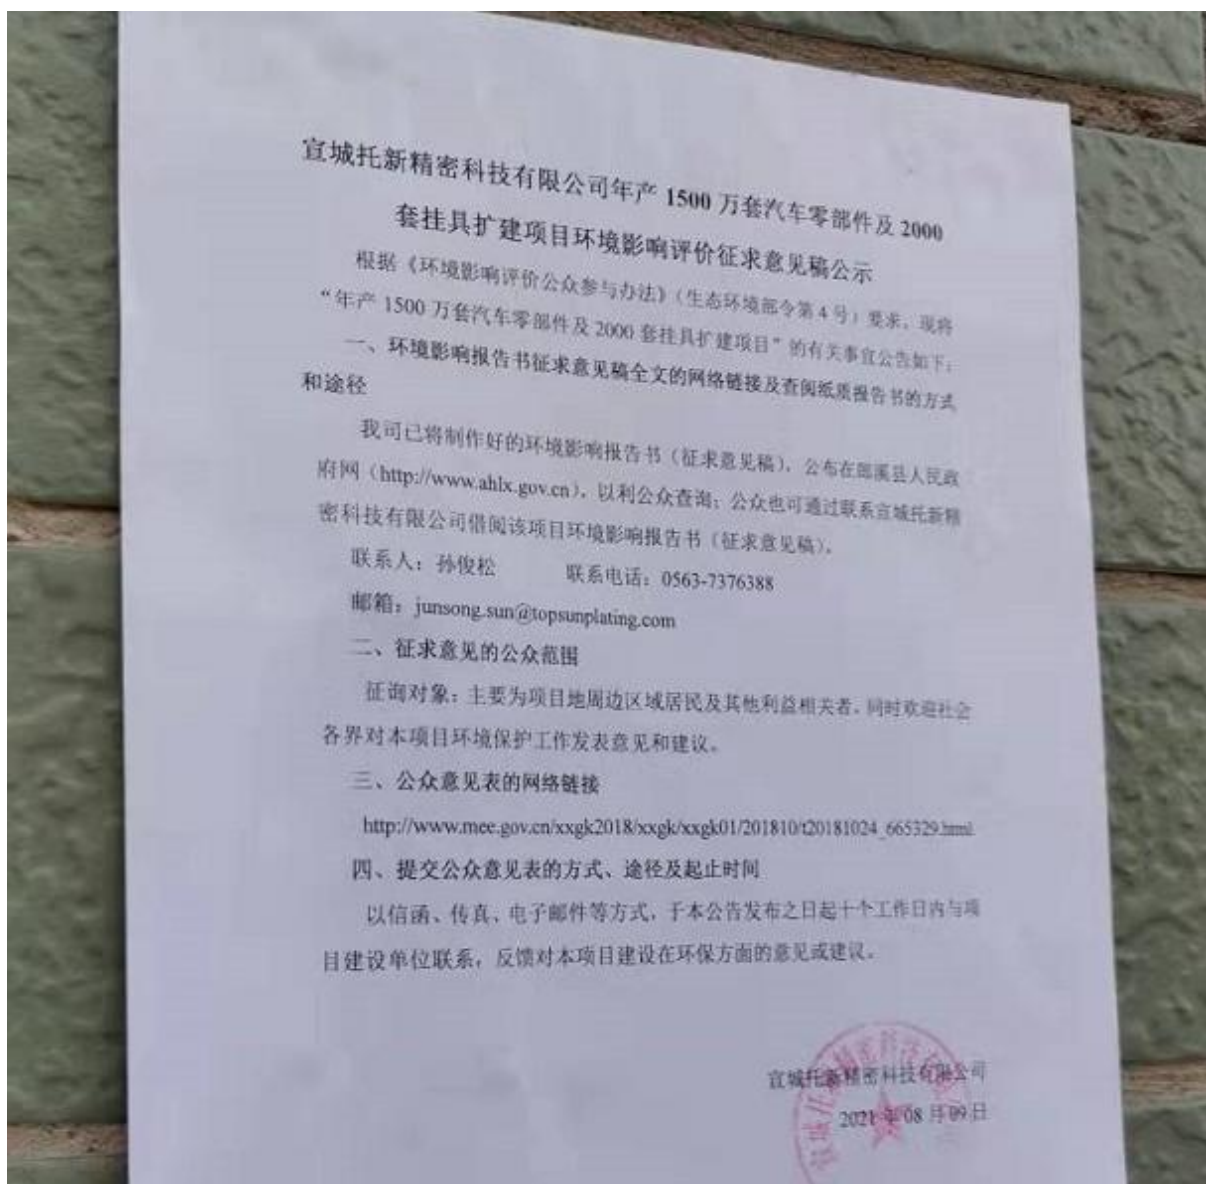 宣城托新精密科技有限公司年产 1500 万套汽车零部件及 2000
套挂具扩建项目环境影响评价征求意见稿公示
根据《环境影响评价公众参与办法》（生态环境部令第 4 号）要求，现将
“年产 1500 万套汽车零部件及 2000 套挂具扩建项目”的有关事宜公告如下：
一、环境影响报告书征求意见稿全文的网络链接及查阅纸质报告书的方式
和途径
我司已将制作好的环境影响报告书（征求意见稿），公布在郎溪县人民政
府网（http://www.ahlx.gov.cn），以利公众查询；公众也可通过联系宣城托新精
密科技有限公司借阅该项目环境影响报告书（征求意见稿）。
联系人：孙俊松 联系电话：0563-7376388
邮箱：junsong.sun@topsunplating.com
二、征求意见的公众范围
征询对象：主要为项目地周边区域居民及其他利益相关者，同时欢迎社会
各界对本项目环境保护工作发表意见和建议。
三、公众意见表的网络链接
http://www.mee.gov.cn/xxgk2018/xxgk/xxgk01/201810/t20181024_665329.html
四、提交公众意见表的方式、途径及起止时间
以信函、传真、电子邮件等方式，于本公告发布之日起十个工作日内与项
目建设单位联系，反馈对本项目建设在环保方面的意见或建议。
宣城托新精密科技有限公司
2021 年 08 月 09 日
宣城托新精密科技有限公司